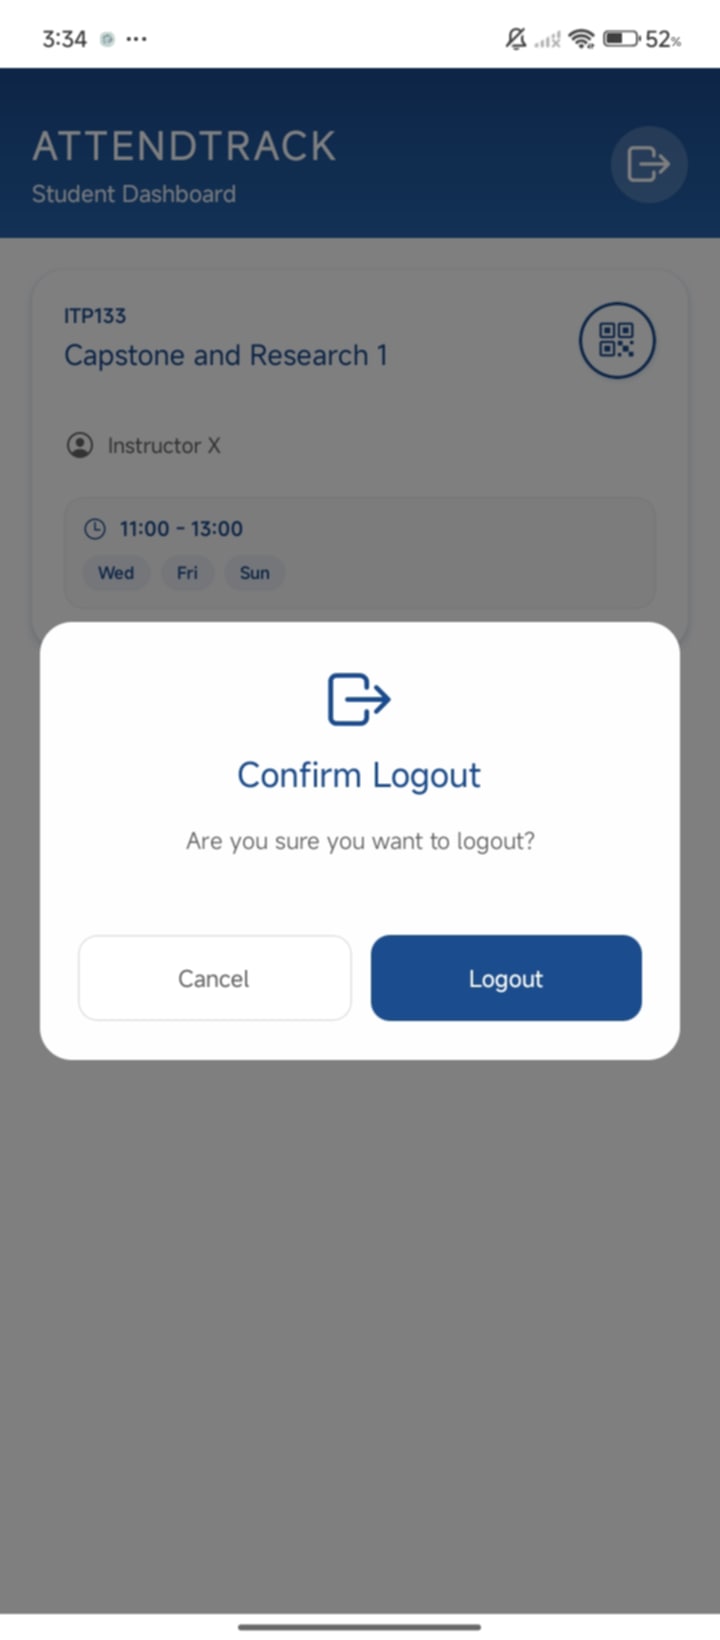 3:34
52%
ATTENDTRACK
Student Dashboard
ITP133
Capstone and Research 1
Instructor X
11:00 - 13:00
Wed Fri Sun
Confirm Logout
Are you sure you want to logout?
Cancel Logout